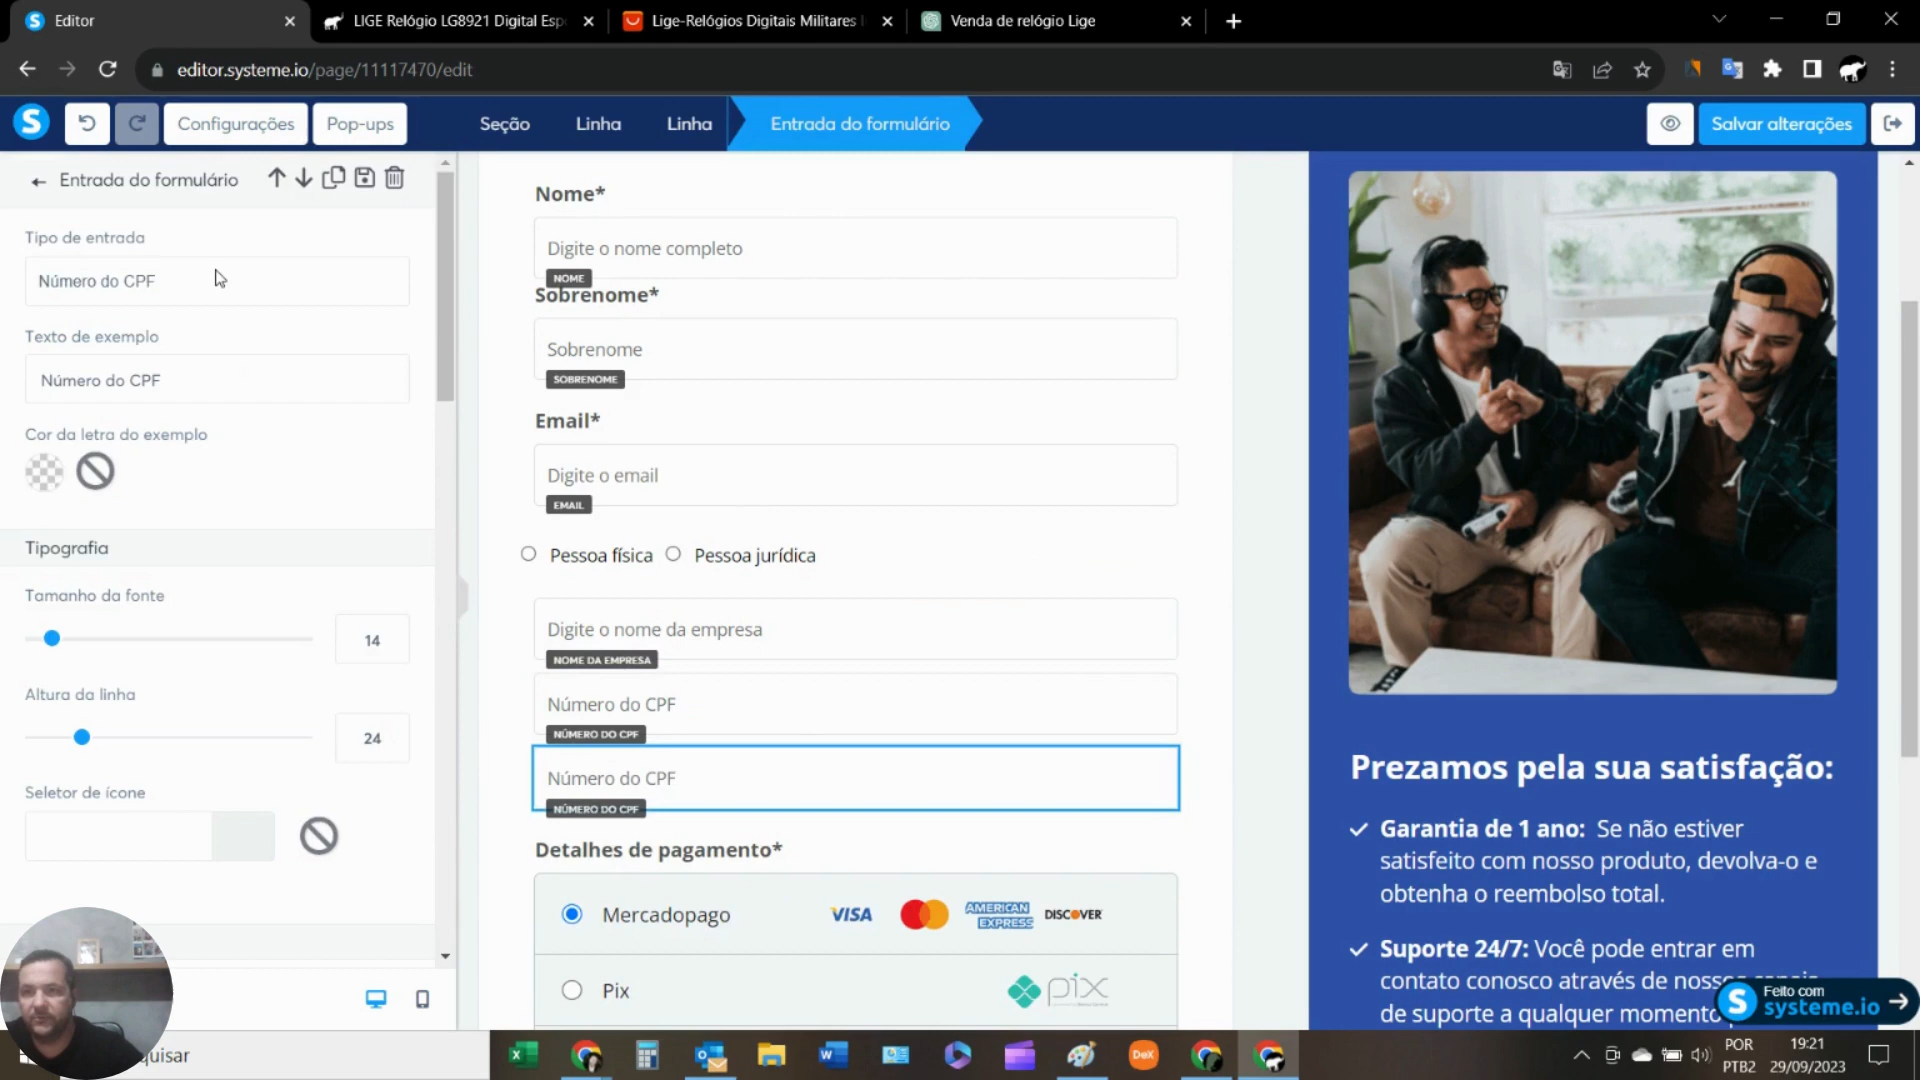 Editor
LIGE Relógio LG8921 Digital Esp
Lige-Relógios Digitais Militares
Venda de relógio Lige
editor.systeme.io/page/11117470/edit
S
Configurações
Pop-ups
Seção
Linha
Linha
Entrada do formulário
Salvar alterações
Entrada do formulário
Tipo de entrada
Número do CPF
Texto de exemplo
Número do CPF
Cor da letra do exemplo
Tipografia
Tamanho da fonte
14
Altura da linha
24
Seletor de ícone
Nome*
Digite o nome completo
NOME
Sobrenome*
Sobrenome
SOBRENOME
Email*
Digite o email
EMAIL
Pessoa física
Pessoa jurídica
Digite o nome da empresa
NOME DA EMPRESA
Número do CPF
NÚMERO DO CPF
Número do CPF
NÚMERO DO CPF
Detalhes de pagamento*
Mercadopago
VISA
AMERICAN
EXPRESS
DISCOVER
Pix
pix
Prezamos pela sua satisfação:
Garantia de 1 ano: Se não estiver
satisfeito com nosso produto, devolva-o e
obtenha o reembolso total.
Suporte 24/7: Você pode entrar em
contato conosco através de nossos canais
de suporte a qualquer momento
Feito com
systeme.io
quisar
DeX
POR
PTB2
19:21
29/09/2023